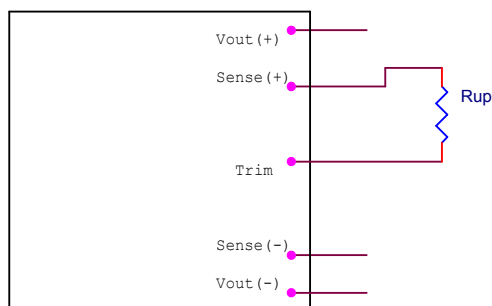 Vout(+)
Sense(+)
Rup
Trim
Sense(-)
Vout(-)